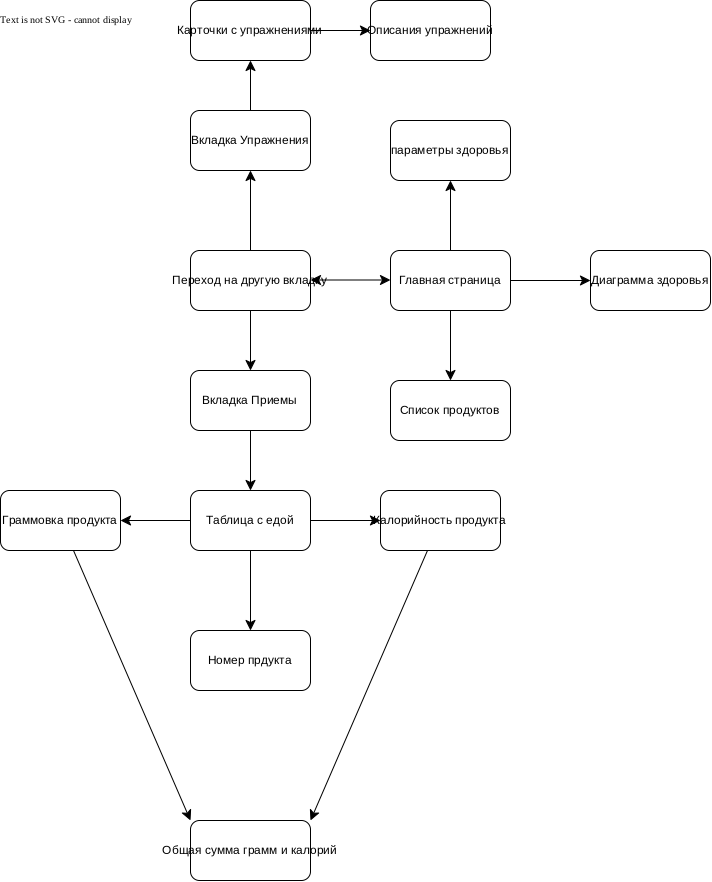 Text is not SVG - cannot display
Карточки с упражнениями
Описания упражнений
Вкладка Упражнения
параметры здоровья
Переход на другую вкладку
Главная страница
Диаграмма здоровья
Вкладка Приемы
Список продуктов
Граммовка продукта
Таблица с едой
Калорийность продукта
Номер прдукта
Общая сумма грамм и калорий